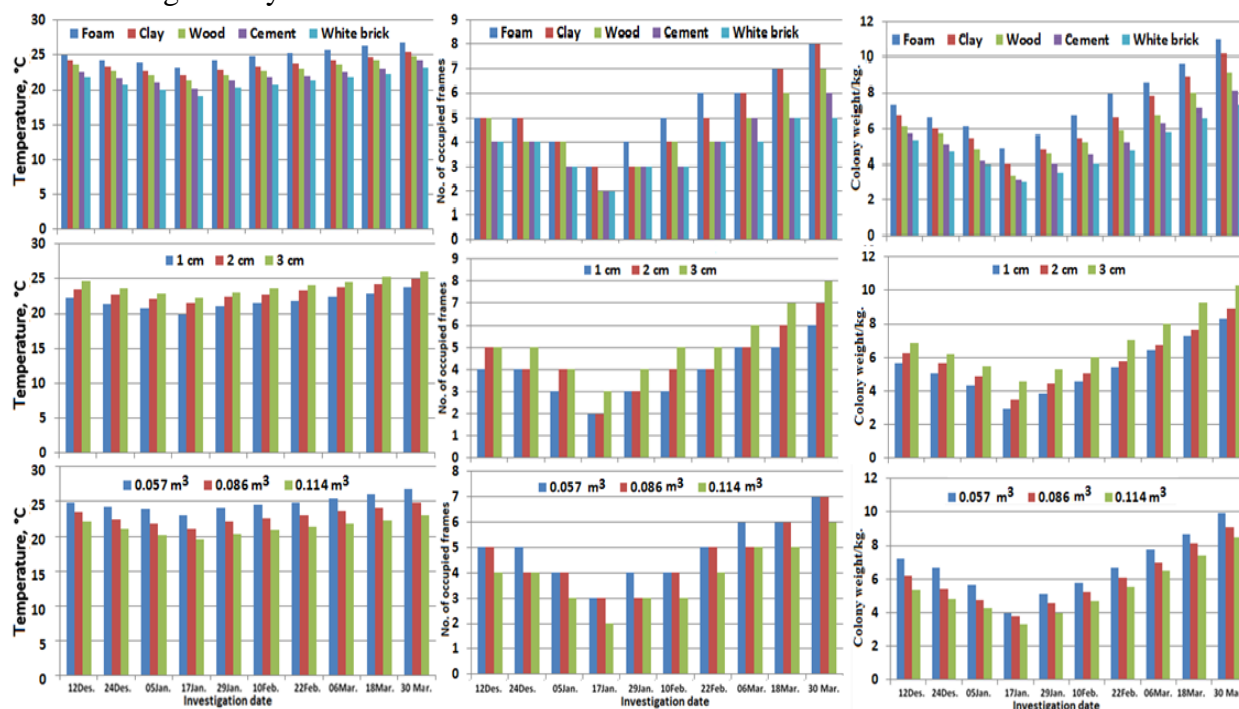 Foam Clay Wood Cement White brick
Temperature, °C
30
25
20
15
10
5
0
Foam Clay Wood Cement White brick
No. of occupied frames
9
8
7
6
5
4
3
2
1
0
Foam Clay Wood Cement White brick
Colony weight/kg.
12
10
8
6
4
2
0
1 cm 2 cm 3 cm
Temperature, °C
30
25
20
15
10
5
0
1 cm 2 cm 3 cm
No. of occupied frames
9
8
7
6
5
4
3
2
1
0
1 cm 2 cm 3 cm
Colony weight/kg.
12
10
8
6
4
2
0
0.057 m³ 0.086 m³ 0.114 m³
Temperature, °C
30
25
20
15
10
5
0
12Des. 24Des. 05Jan. 17Jan. 29Jan. 10Feb. 22Feb. 06Mar. 18Mar. 30 Mar.
Investigation date
0.057 m³ 0.086 m³ 0.114 m³
No. of occupied frames
8
7
6
5
4
3
2
1
0
12Des. 24Des. 05Jan. 17Jan. 29Jan. 10Feb. 22Feb. 06Mar. 18Mar. 30 Mar.
Investigation date
0.057 m³ 0.086 m³ 0.114 m³
Colony weight/kg.
12
10
8
6
4
2
0
12Des. 24Des. 05Jan. 17Jan. 29Jan. 10Feb. 22Feb. 06Mar. 18Mar. 30 Mar.
Investigation date